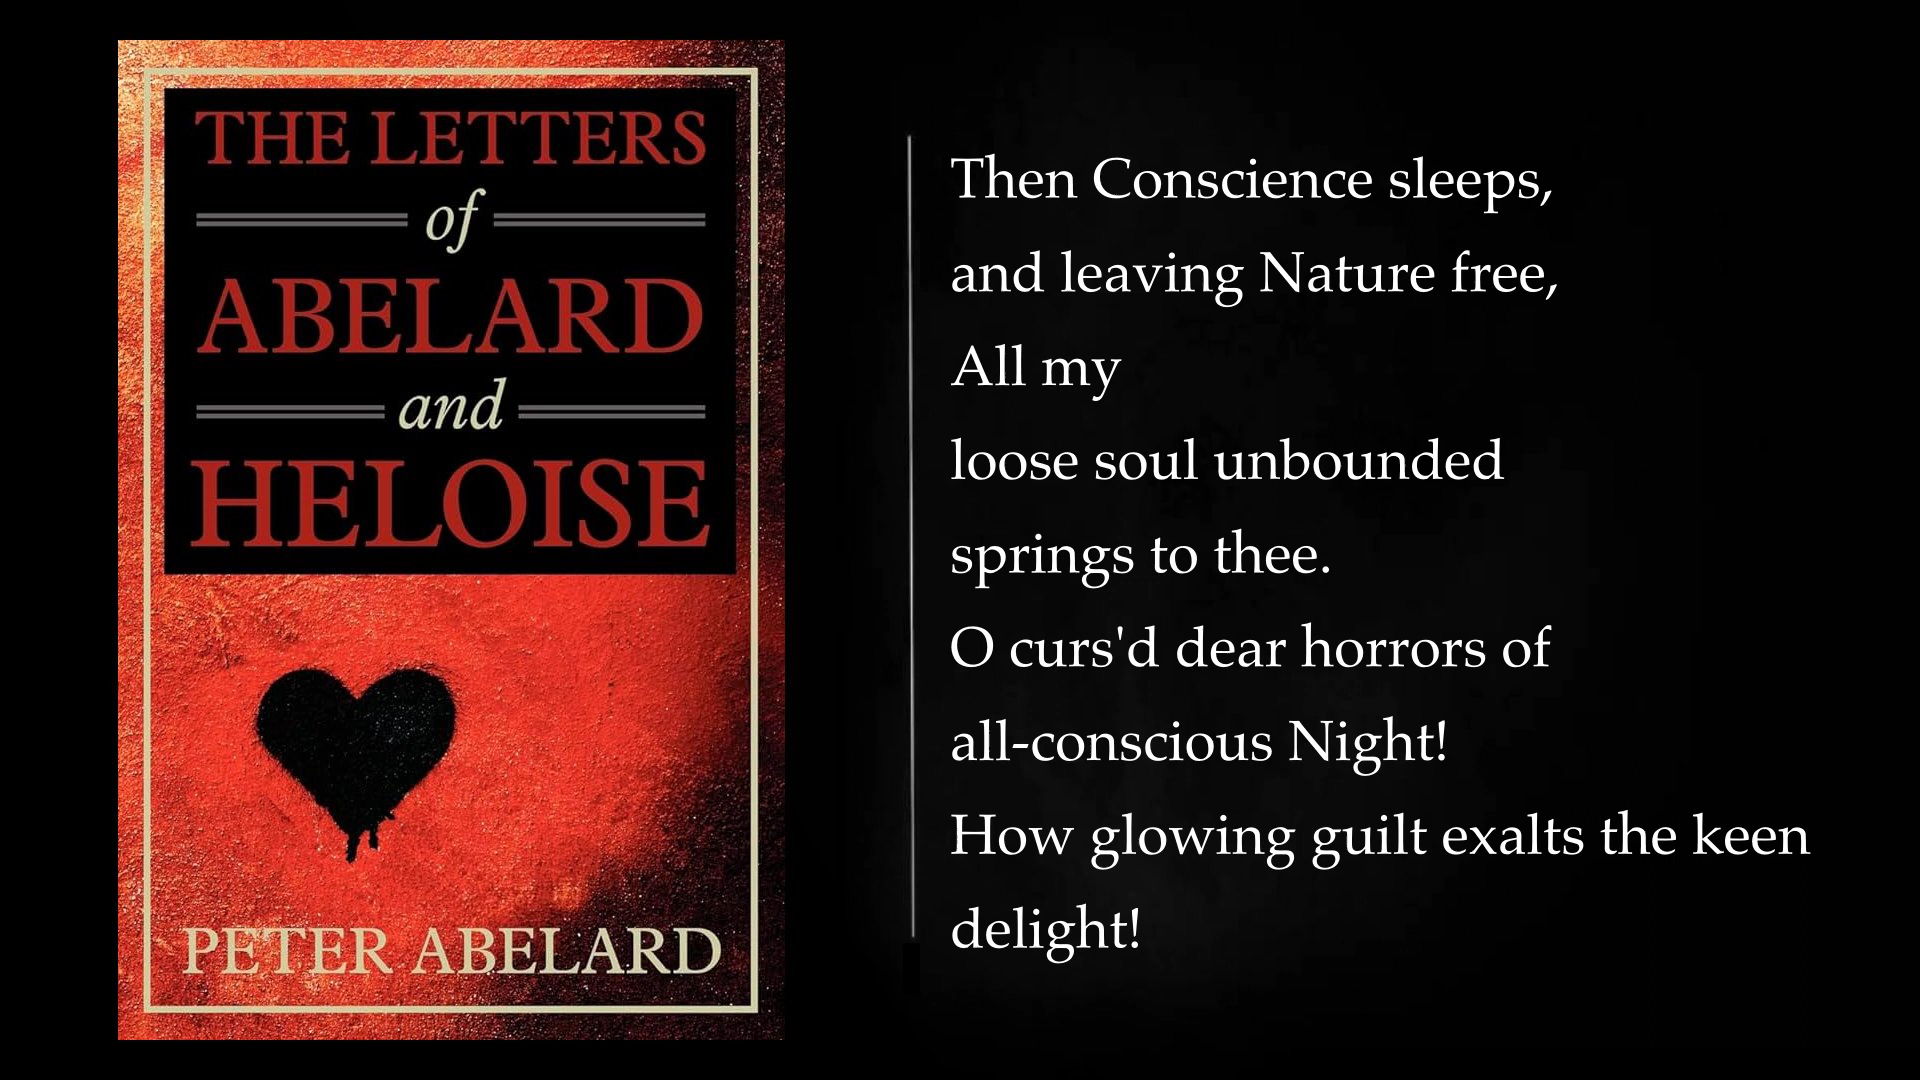 THE LETTERS
of
ABELARD
and
HELOISE
PETER ABELARD
Then Conscience sleeps,
and leaving Nature free,
All my
loose soul unbounded
springs to thee.
O curs'd dear horrors of
all-conscious Night!
How glowing guilt exalts the keen
delight!